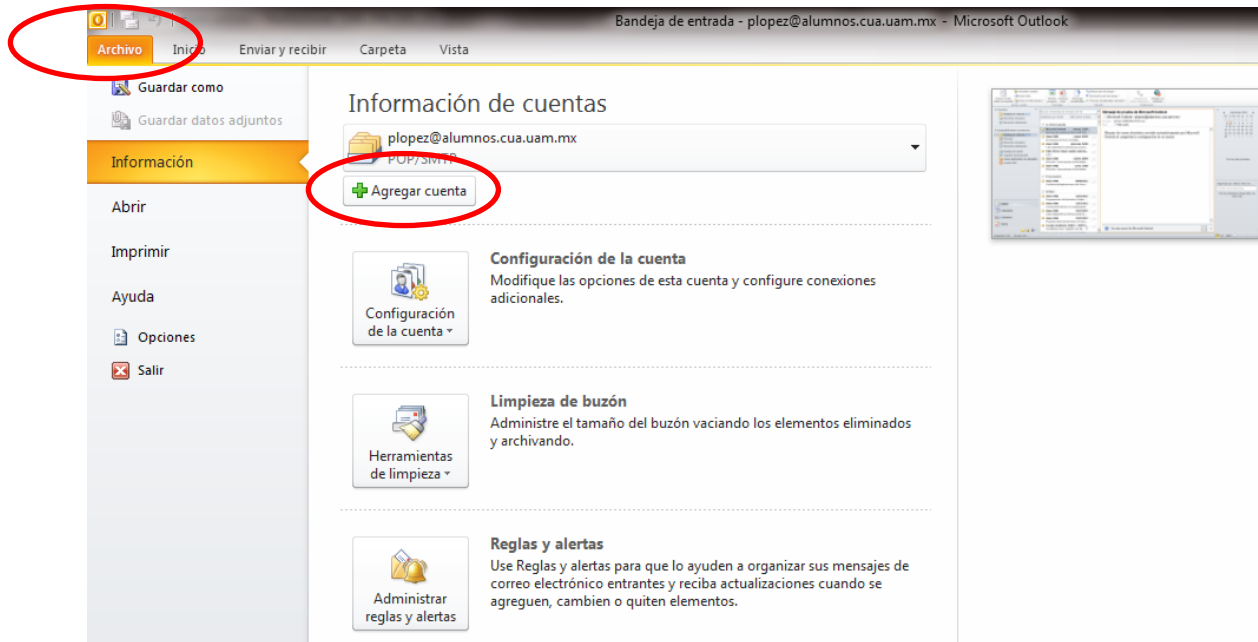 Bandeja de entrada - plopez@alumnos.cua.uam.mx - Microsoft Outlook
Archivo Inicio Enviar y recibir Carpeta Vista
Guardar como
Guardar datos adjuntos
Información
Abrir
Imprimir
Ayuda
Opciones
Salir
Información de cuentas
plopez@alumnos.cua.uam.mx
POP/SMTP
Agregar cuenta
Configuración
de la cuenta
Configuración de la cuenta
Modifique las opciones de esta cuenta y configure conexiones
adicionales.
Herramientas
de limpieza
Limpieza de buzón
Administre el tamaño del buzón vaciando los elementos eliminados
y archivando.
Administrar
reglas y alertas
Reglas y alertas
Use Reglas y alertas para que lo ayuden a organizar sus mensajes de
correo electrónico entrantes y reciba actualizaciones cuando se
agreguen, cambien o quiten elementos.